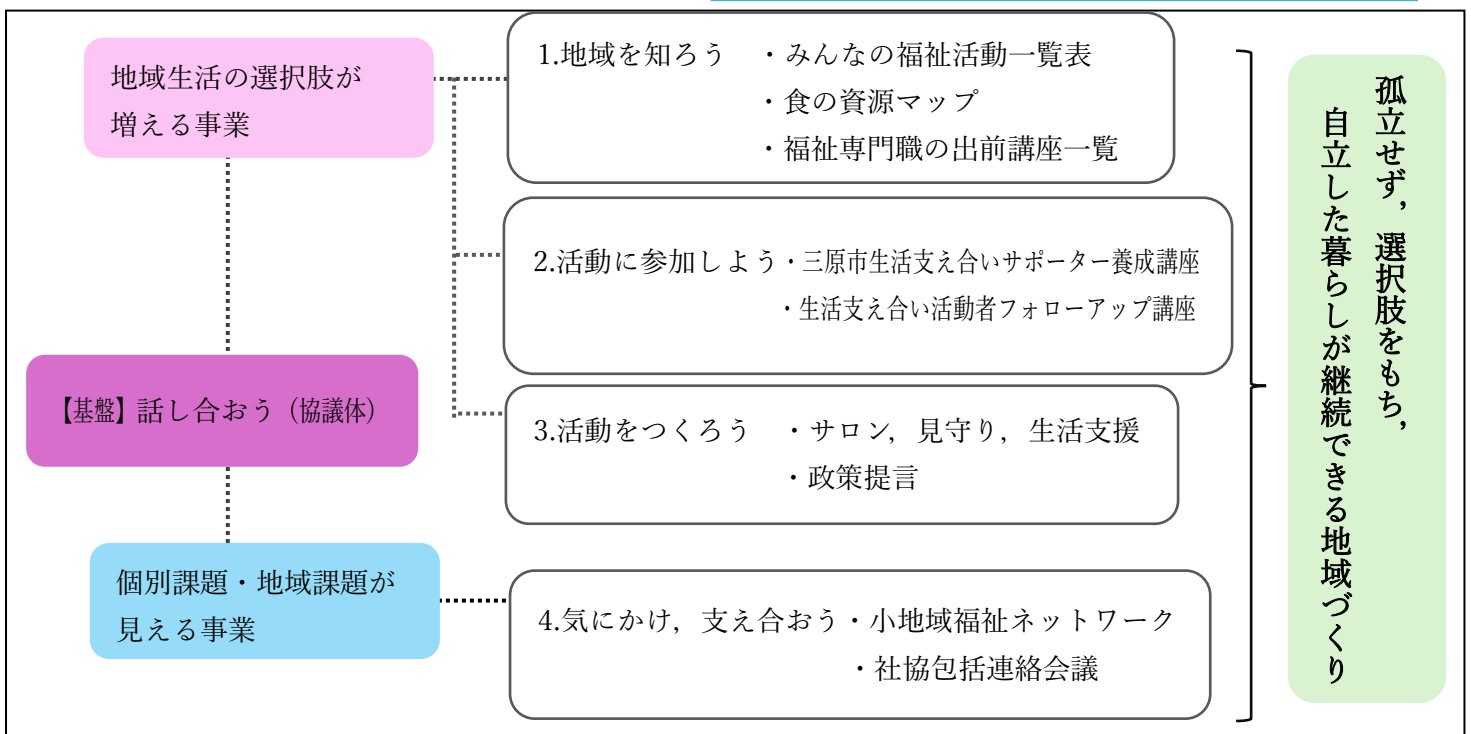 地域生活の選択肢が
増える事業
【基盤】話し合おう（協議体）
個別課題・地域課題が
見える事業
1.地域を知ろう　・みんなの福祉活動一覧表
・食の資源マップ
・福祉専門職の出前講座一覧
2.活動に参加しよう・三原市生活支え合いサポーター養成講座
・生活支え合い活動者フォローアップ講座
3.活動をつくろう　・サロン，見守り，生活支援
・政策提言
4.気にかけ，支え合おう・小地域福祉ネットワーク
・社協包括連絡会議
孤立せず，選択肢をもち，
自立した暮らしが継続できる地域づくり